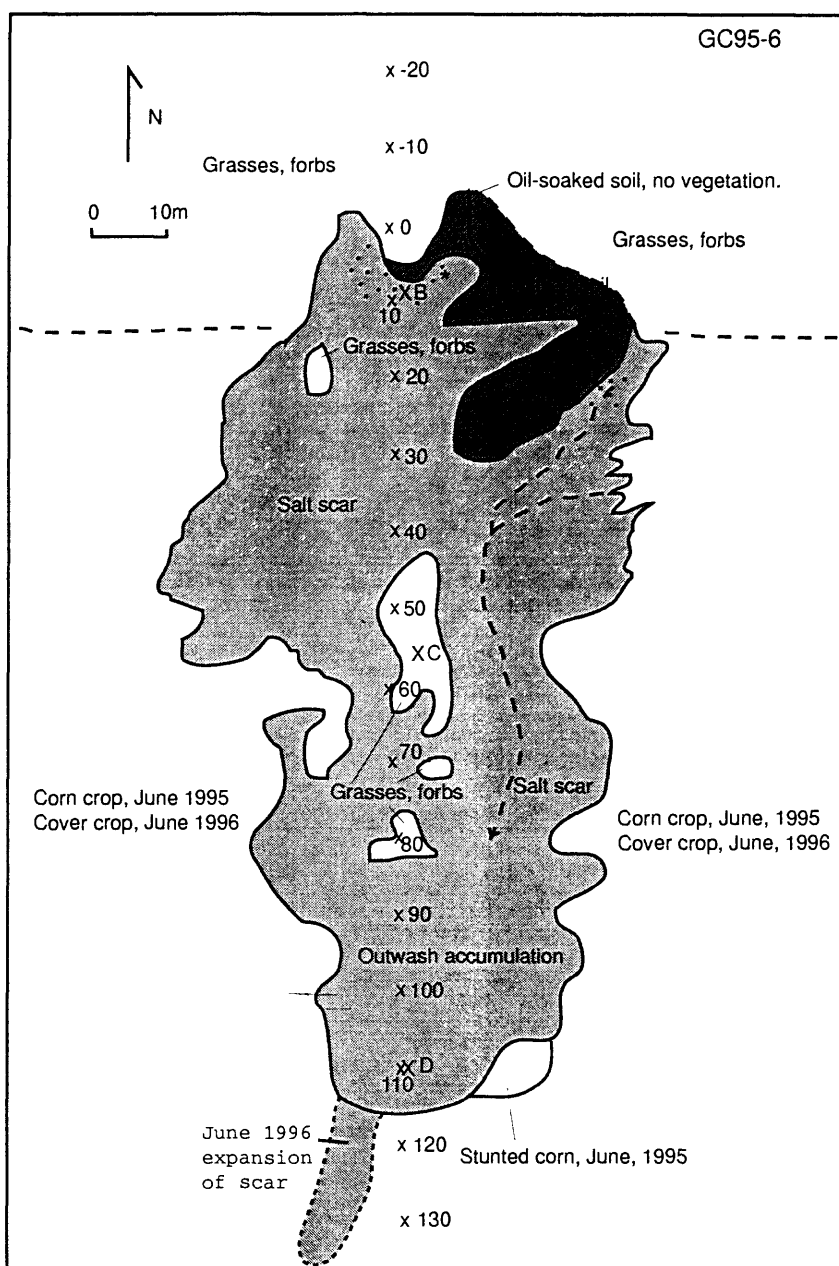 GC95-6
x -20
N
x -10
Grasses, forbs
Oil-soaked soil, no vegetation.
0 10m
x 0
Grasses, forbs
x B
x
10
Grasses, forbs
x 20
x 30
Salt scar
x 40
x 50
x C
x 60
x 70
Grasses, forbs
Salt scar
Corn crop, June 1995
Cover crop, June 1996
Corn crop, June, 1995
Cover crop, June, 1996
x 80
x 90
Outwash accumulation
x 100
x x D
110
June 1996
expansion
of scar
x 120
Stunted corn, June, 1995
x 130